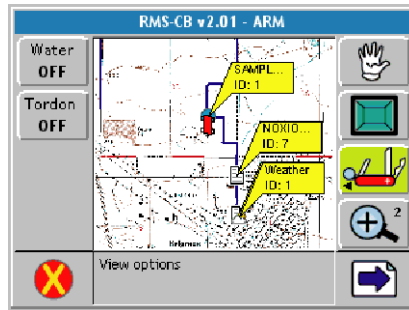 RMS-CB v2.01 - ARM
Water
OFF
Tordon
OFF
SAMPL...
ID: 1
NOXIO...
ID: 7
Weather
ID: 1
2
View options